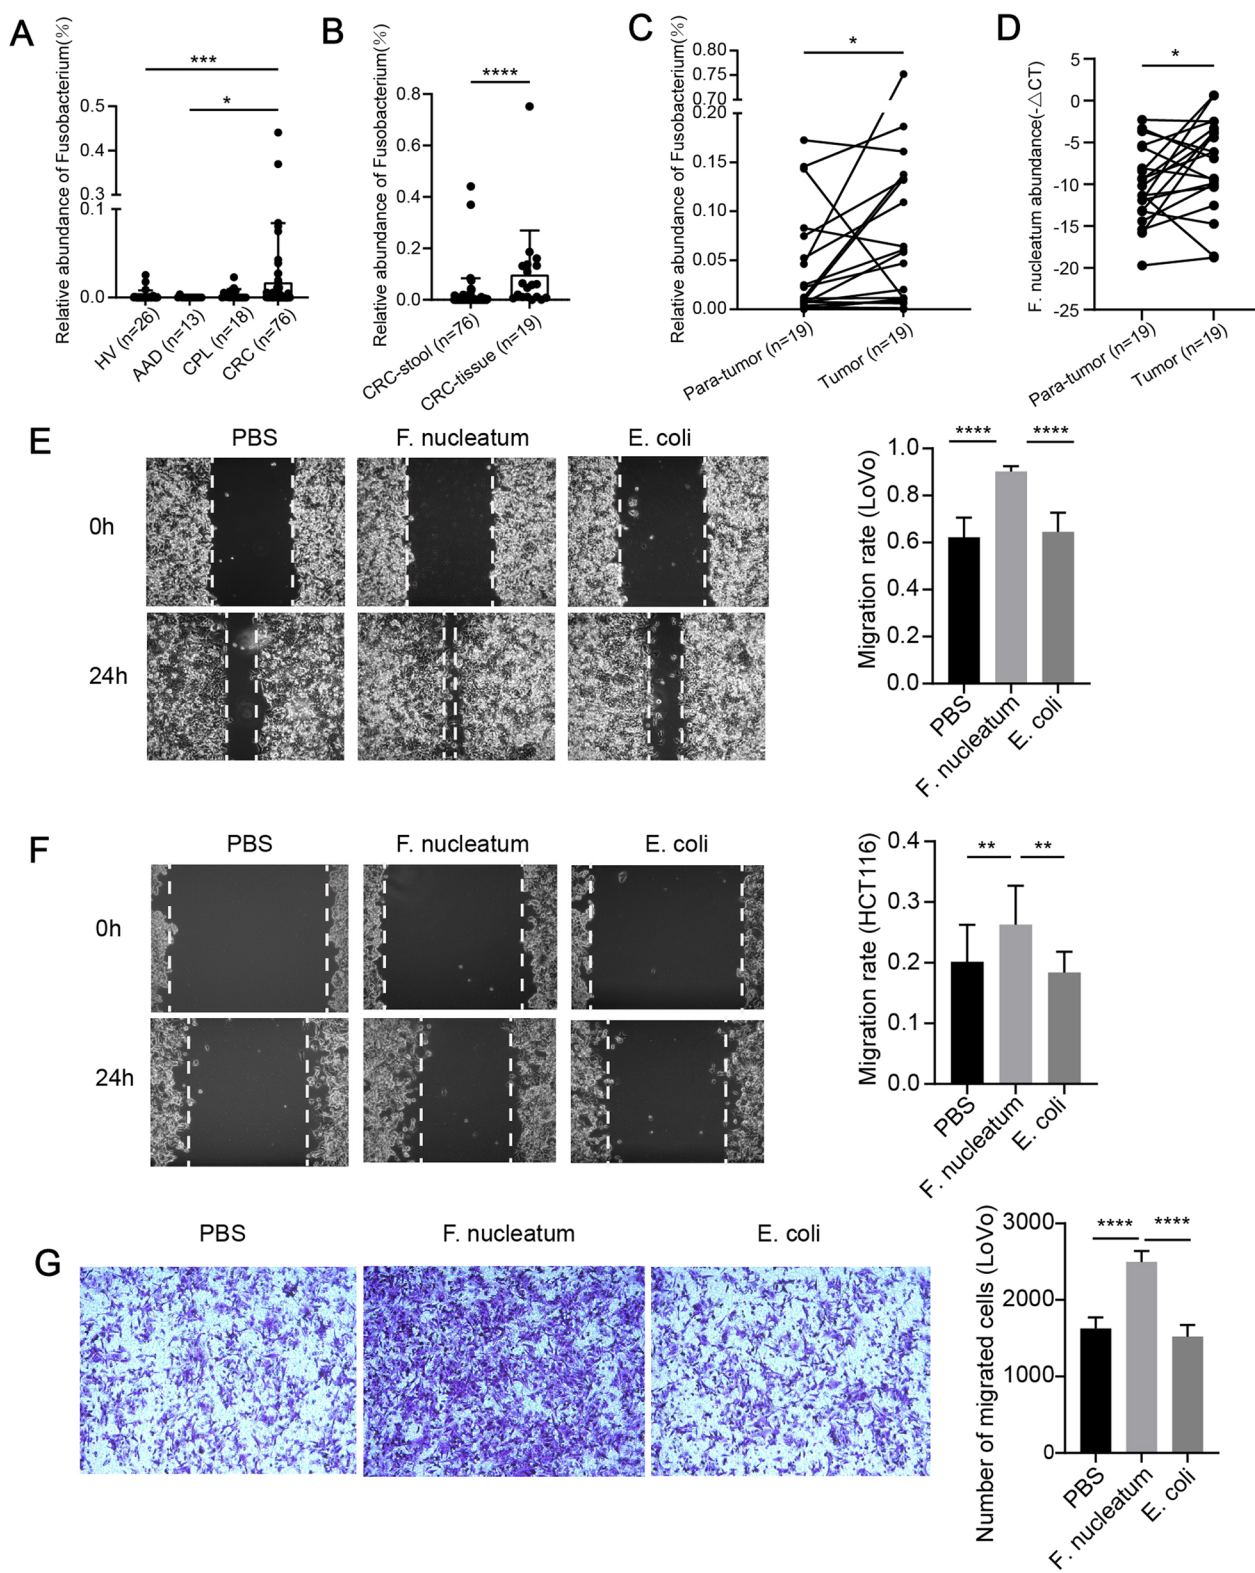 A
Relative abundance of Fusobacterium(%)
***
*
0.5
0.4
0.3
0.1
0.0
HV (n=26)
AAD (n=13)
CPL (n=18)
CRC (n=76)
B
Relative abundance of Fusobacterium(%)
****
0.8
0.6
0.4
0.2
0.0
CRC-stool (n=76)
CRC-tissue (n=19)
C
Relative abundance of Fusobacterium(%)
*
0.80
0.75
0.70
0.20
0.15
0.10
0.05
0.00
Para-tumor (n=19)
Tumor (n=19)
D
F. nucleatum abundance(-△CT)
*
5
0
-5
-10
-15
-20
-25
Para-tumor (n=19)
Tumor (n=19)
E
PBS
F. nucleatum
E. coli
0h
24h
Migration rate (LoVo)
****
****
1.0
0.8
0.6
0.4
0.2
0.0
PBS
F. nucleatum
E. coli
F
PBS
F. nucleatum
E. coli
0h
24h
Migration rate (HCT116)
**
**
0.4
0.3
0.2
0.1
0.0
PBS
F. nucleatum
E. coli
G
PBS
F. nucleatum
E. coli
Number of migrated cells (LoVo)
****
****
3000
2000
1000
0
PBS
F. nucleatum
E. coli